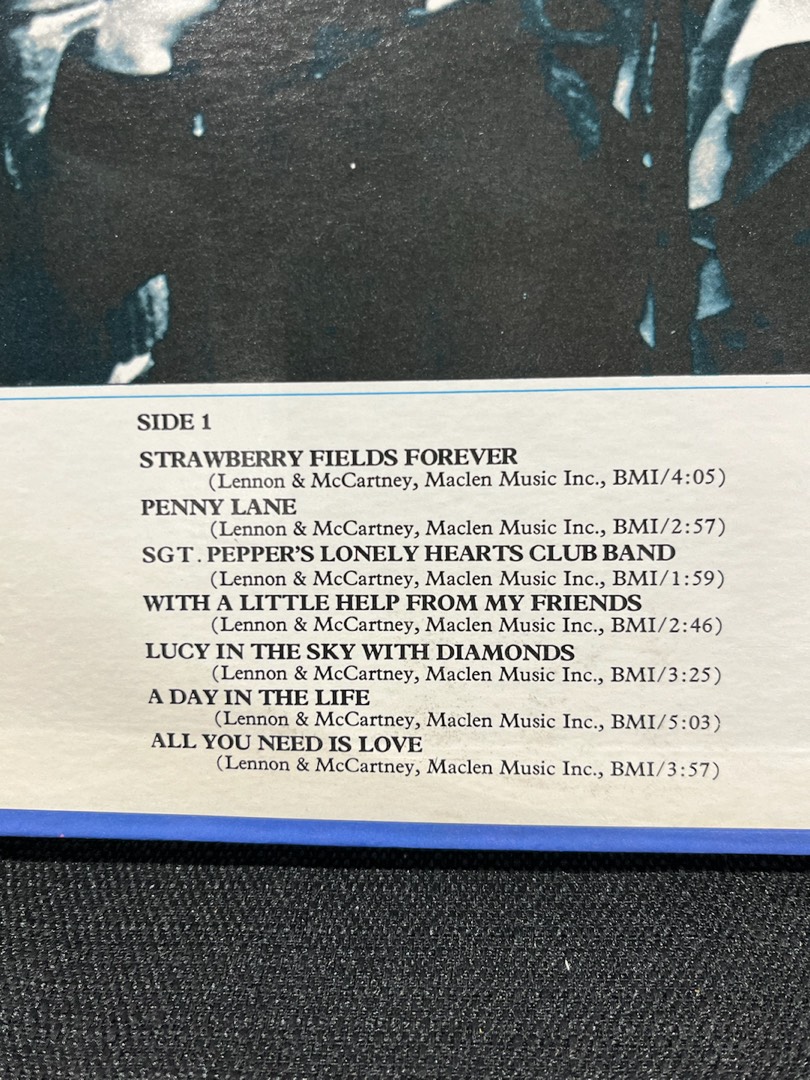 SIDE 1
STRAWBERRY FIELDS FOREVER
(Lennon & McCartney, Maclen Music Inc., BMI/4:05)
PENNY LANE
(Lennon & McCartney, Maclen Music Inc., BMI/2:57)
SGT. PEPPER'S LONELY HEARTS CLUB BAND
(Lennon & McCartney, Maclen Music Inc., BMI/1:59)
WITH A LITTLE HELP FROM MY FRIENDS
(Lennon & McCartney, Maclen Music Inc., BMI/2:46)
LUCY IN THE SKY WITH DIAMONDS
(Lennon & McCartney, Maclen Music Inc., BMI/3:25)
A DAY IN THE LIFE
(Lennon & McCartney, Maclen Music Inc., BMI/5:03)
ALL YOU NEED IS LOVE
(Lennon & McCartney, Maclen Music Inc., BMI/3:57)